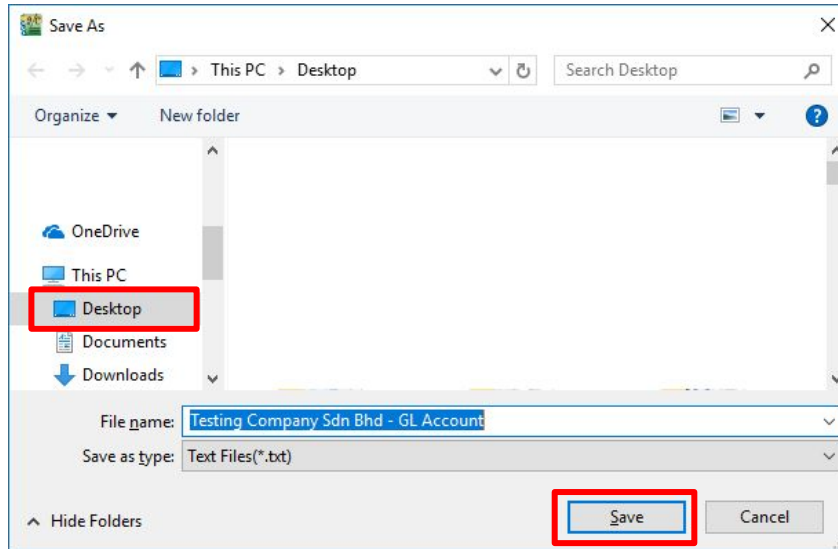 Save As
This PC > Desktop
Search Desktop
Organize
New folder
?
OneDrive
This PC
Desktop
Documents
Downloads
File name: Testing Company Sdn Bhd - GL Account
Save as type: Text Files(*.txt)
Hide Folders
Save
Cancel